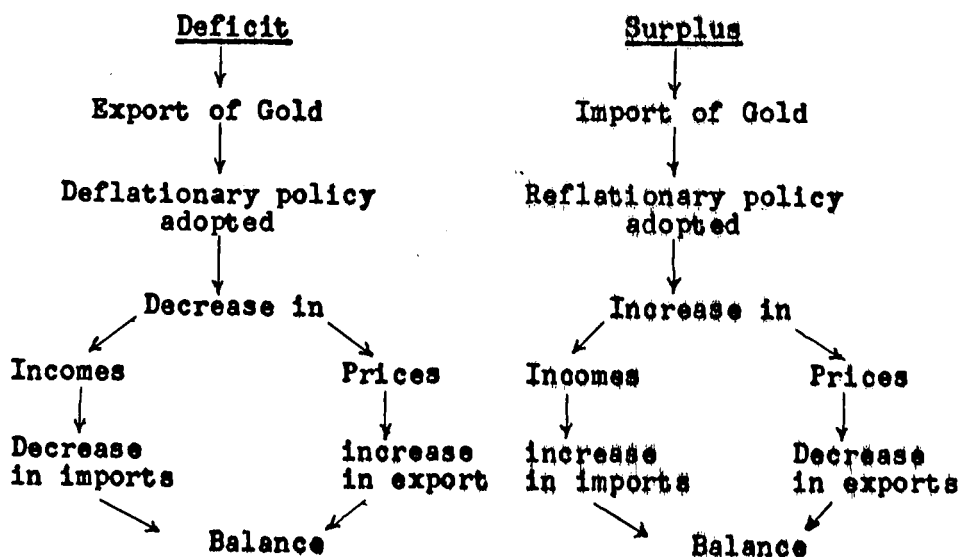 Deficit
Export of Gold
Deflationary policy
adopted
Decrease in
Incomes
Prices
Decrease
in imports
increase
in export
Balance
Surplus
Import of Gold
Reflationary policy
adopted
Increase in
Incomes
Prices
increase
in imports
Decrease
in exports
Balance